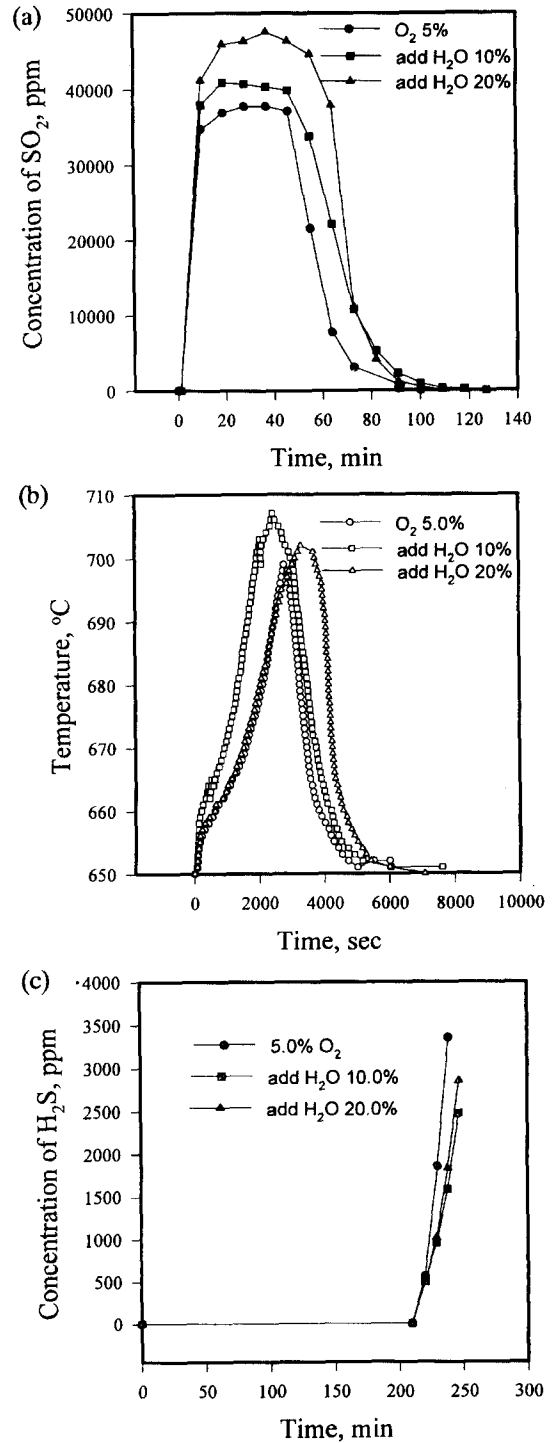 (a)
O₂ 5%
add H₂O 10%
add H₂O 20%
Concentration of SO₂, ppm
50000
40000
30000
20000
10000
0
0 20 40 60 80 100 120 140
Time, min
(b)
O₂ 5.0%
add H₂O 10%
add H₂O 20%
Temperature, °C
710
700
690
680
670
660
650
0 2000 4000 6000 8000 10000
Time, sec
(c)
5.0% O₂
add H₂O 10.0%
add H₂O 20.0%
Concentration of H₂S, ppm
4000
3500
3000
2500
2000
1500
1000
500
0
0 50 100 150 200 250 300
Time, min